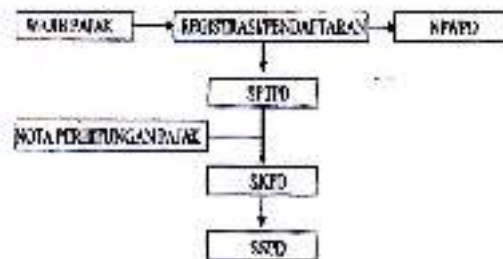 WAJIB PAJAK
REGISTRASI/PENDAFTARAN
NPWPD
SPTPD
NOTA PERHITUNGAN PAJAK
SKPD
SSPD